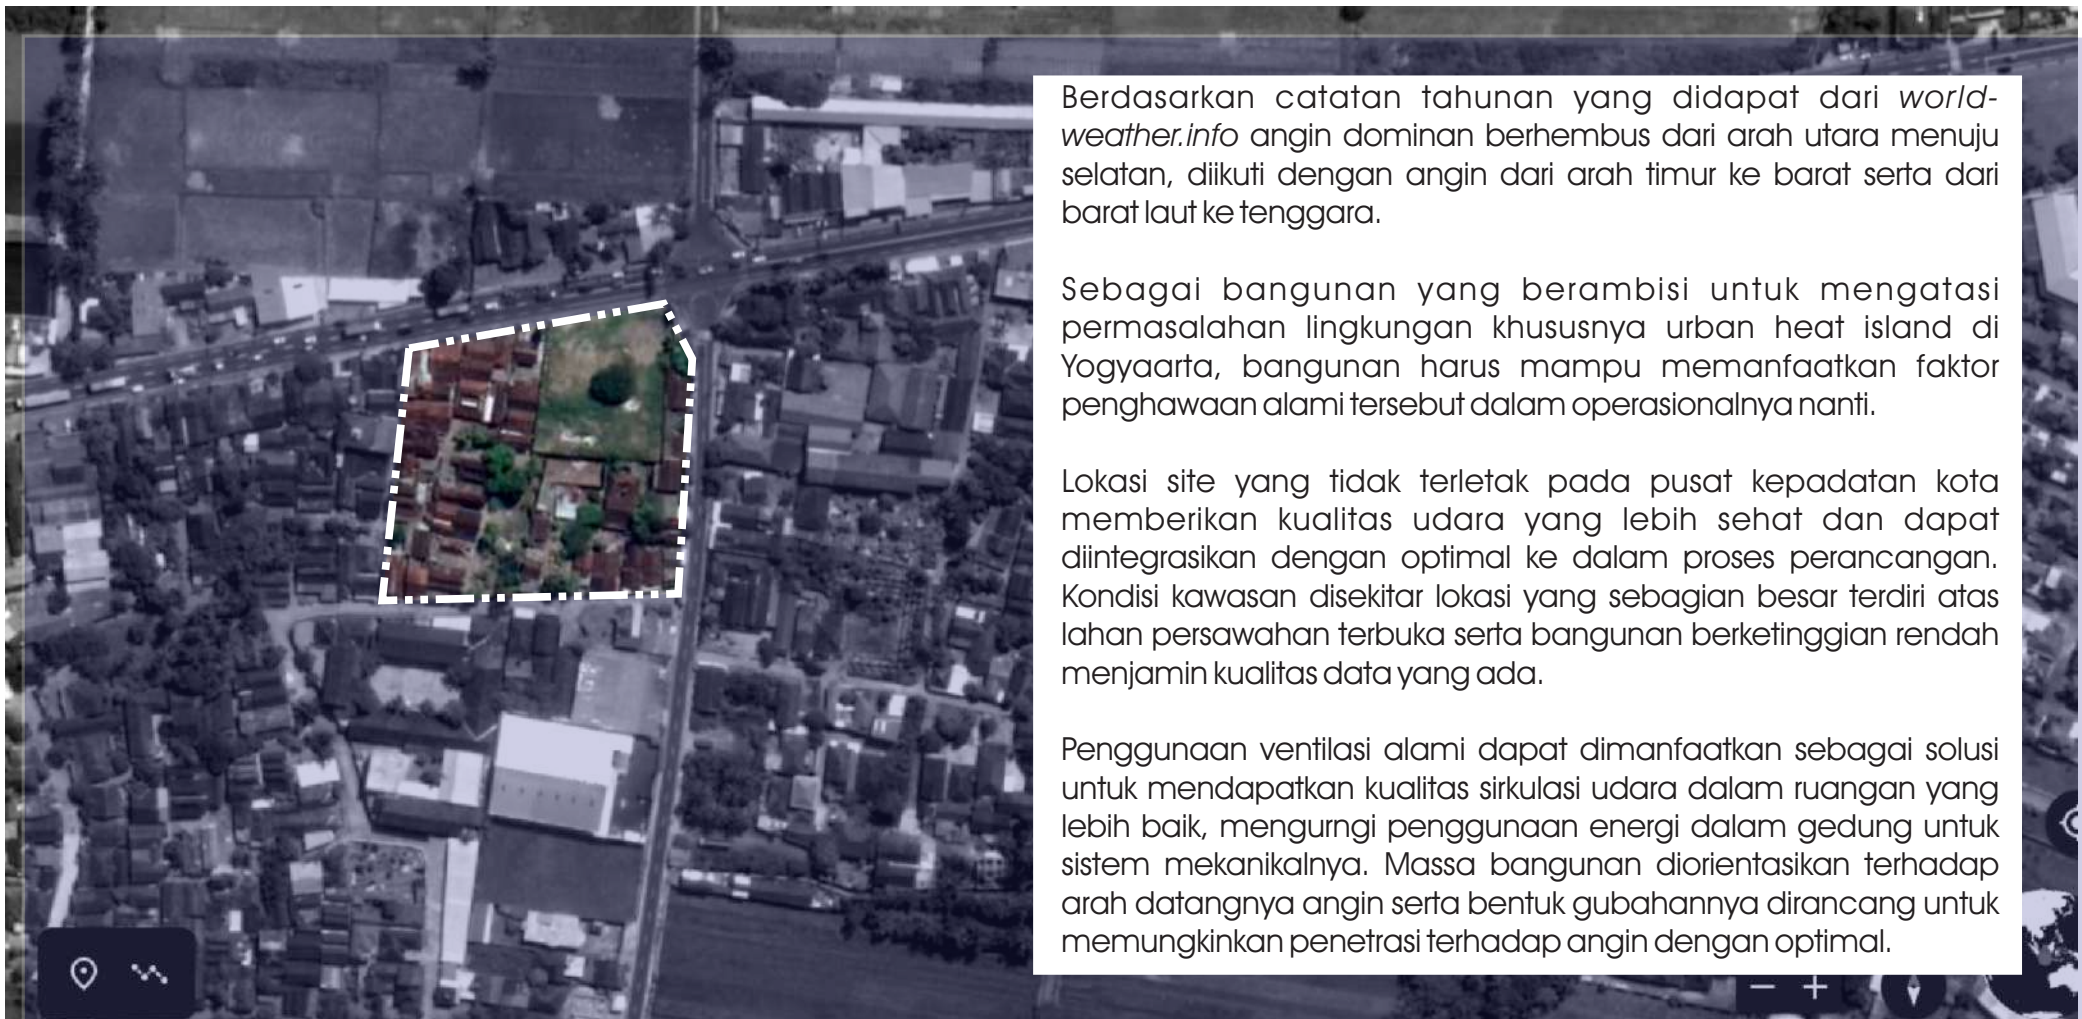 Berdasarkan catatan tahunan yang didapat dari world-
weather.info angin dominan berhembus dari arah utara menuju
selatan, diikuti dengan angin dari arah timur ke barat serta dari
barat laut ke tenggara.
Sebagai bangunan yang berambisi untuk mengatasi
permasalahan lingkungan khususnya urban heat island di
Yogyaarta, bangunan harus mampu memanfaatkan faktor
penghawaan alami tersebut dalam operasionalnya nanti.
Lokasi site yang tidak terletak pada pusat kepadatan kota
memberikan kualitas udara yang lebih sehat dan dapat
diintegrasikan dengan optimal ke dalam proses perancangan.
Kondisi kawasan disekitar lokasi yang sebagian besar terdiri atas
lahan persawahan terbuka serta bangunan berketinggian rendah
menjamin kualitas data yang ada.
Penggunaan ventilasi alami dapat dimanfaatkan sebagai solusi
untuk mendapatkan kualitas sirkulasi udara dalam ruangan yang
lebih baik, mengurngi penggunaan energi dalam gedung untuk
sistem mekanikalnya. Massa bangunan diorientasikan terhadap
arah datangnya angin serta bentuk gubahannya dirancang untuk
memungkinkan penetrasi terhadap angin dengan optimal.